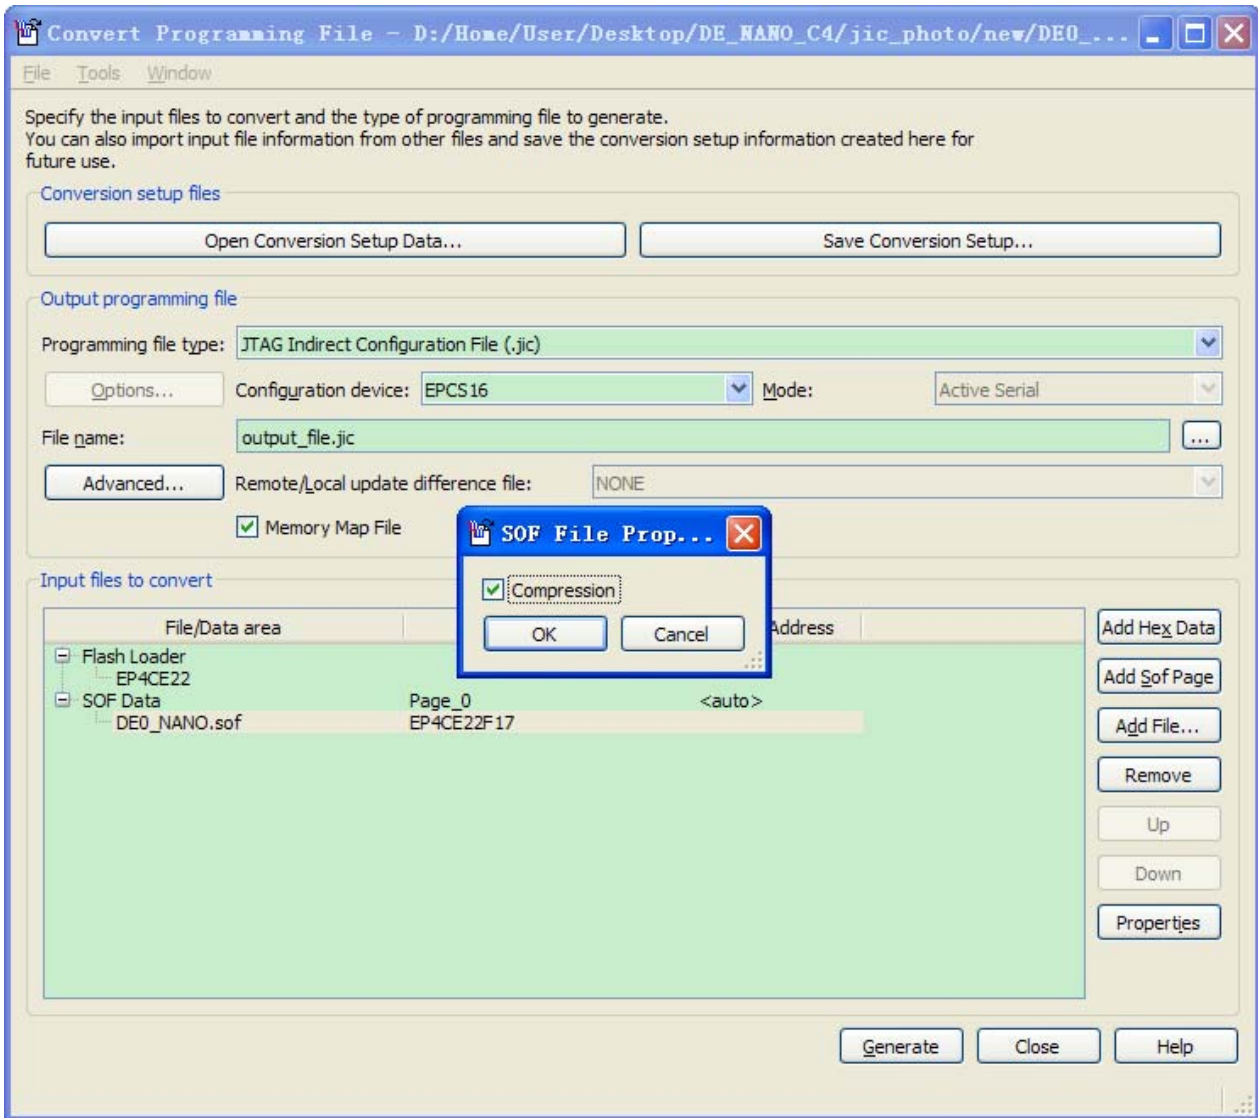 Convert Programming File - D:/Home/User/Desktop/DE_NANO_C4/jic_photo/new/DE0_...
File Tools Window
Specify the input files to convert and the type of programming file to generate.
You can also import input file information from other files and save the conversion setup information created here for
future use.
Conversion setup files
Open Conversion Setup Data... Save Conversion Setup...
Output programming file
Programming file type: JTAG Indirect Configuration File (.jic)
Options... Configuration device: EPCS16 Mode: Active Serial
File name: output_file.jic ...
Advanced... Remote/Local update difference file: NONE
Memory Map File
SOF File Prop...
Compression
OK Cancel
Input files to convert
File/Data area Address
Flash Loader
EP4CE22
SOF Data Page_0 <auto>
DE0_NANO.sof EP4CE22F17
Add Hex Data
Add Sof Page
Add File...
Remove
Up
Down
Properties
Generate Close Help